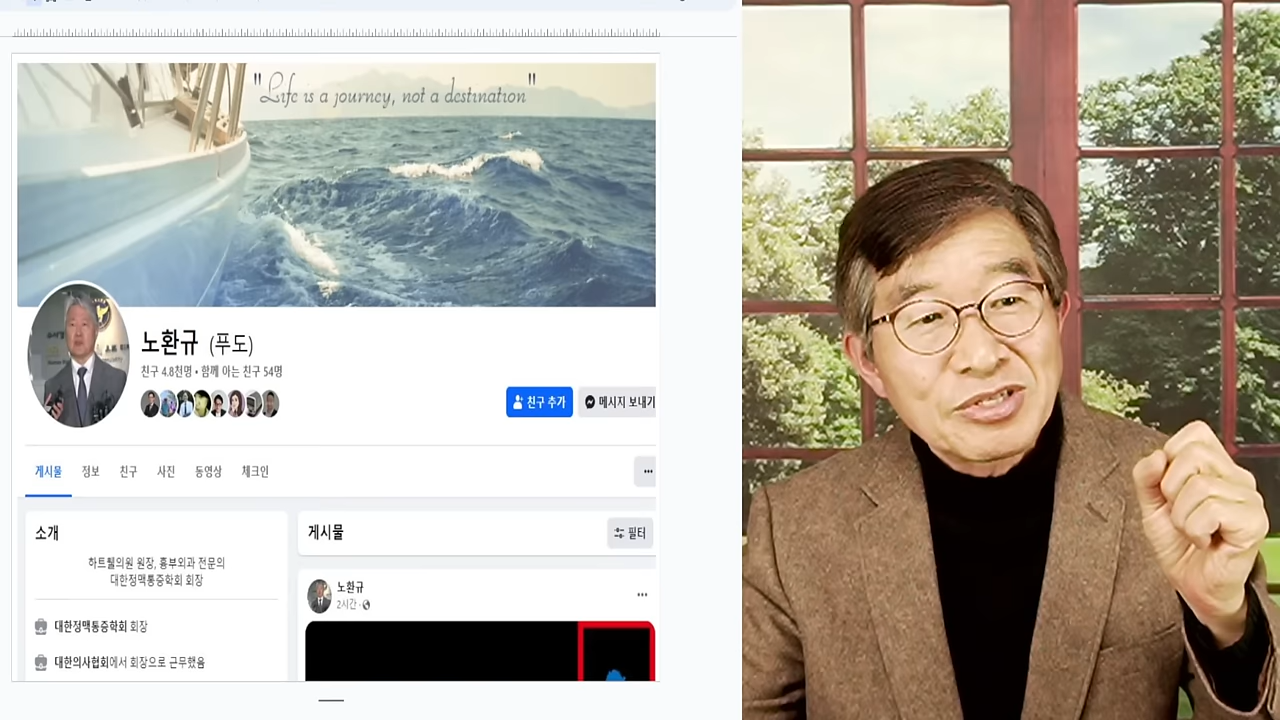 "Life is a journey, not a destination"
노환규 (푸도)
친구 4.8천명 • 함께 아는 친구 54명
친구 추가
메시지 보내기
게시물 정보 친구 사진 동영상 체크인
소개
하트웰의원 원장, 흉부외과 전문의
대한정맥통증학회 회장
대한정맥통증학회 회장
대한의사협회에서 회장으로 근무했음
게시물
필터
노환규
2시간